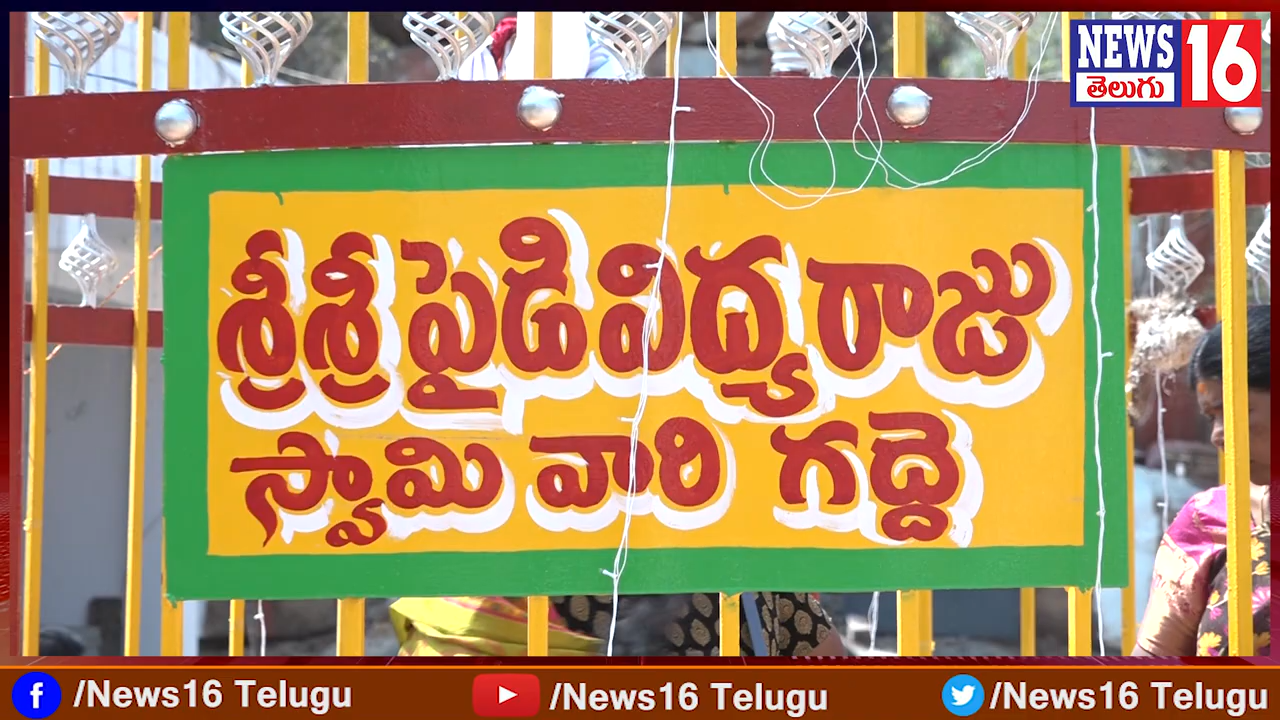 NEWS 16
తెలుగు
శ్రీశ్రీ పైడివిద్యరాజు
స్వామి వారి గద్దె
/News16 Telugu
/News16 Telugu
/News16 Telugu